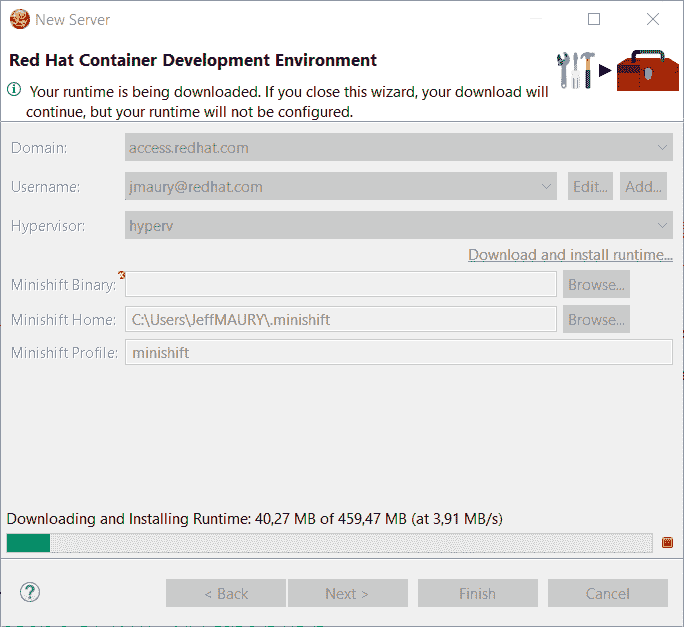 New Server
Red Hat Container Development Environment
Your runtime is being downloaded. If you close this wizard, your download will
continue, but your runtime will not be configured.
Domain: access.redhat.com
Username: jmaury@redhat.com Edit... Add...
Hypervisor: hyperv
Download and install runtime...
Minishift Binary: Browse...
Minishift Home: C:\Users\JeffMAURY\.minishift Browse...
Minishift Profile: minishift
Downloading and Installing Runtime: 40,27 MB of 459,47 MB (at 3,91 MB/s)
? < Back Next > Finish Cancel